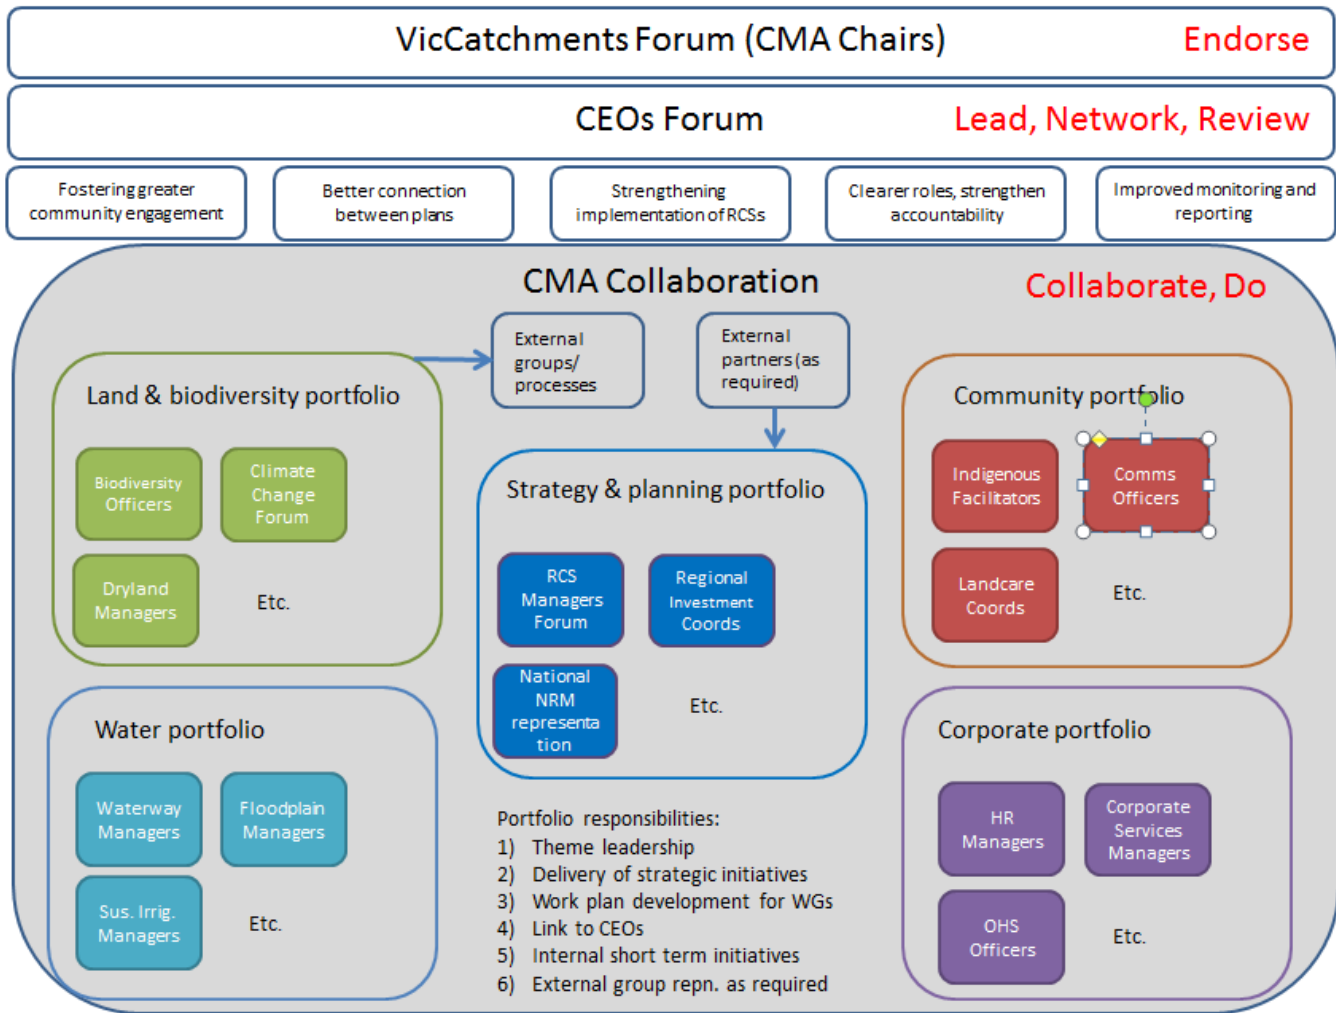 VicCatchments Forum (CMA Chairs)
Endorse
CEOs Forum
Lead, Network, Review
Fostering greater
community engagement
Better connection
between plans
Strengthening
implementation of RCSs
Clearer roles, strengthen
accountability
Improved monitoring and
reporting
CMA Collaboration
Collaborate, Do
External
groups/
processes
External
partners (as
required)
Land & biodiversity portfolio
Biodiversity
Officers
Climate
Change
Forum
Dryland
Managers
Etc.
Strategy & planning portfolio
RCS
Managers
Forum
Regional
Investment
Coords
National
NRM
representa
tion
Etc.
Community portfolio
Indigenous
Facilitators
Comms
Officers
Landcare
Coords
Etc.
Water portfolio
Waterway
Managers
Floodplain
Managers
Sus. Irrig.
Managers
Etc.
Portfolio responsibilities:
1) Theme leadership
2) Delivery of strategic initiatives
3) Work plan development for WGs
4) Link to CEOs
5) Internal short term initiatives
6) External group repn. as required
Corporate portfolio
HR
Managers
Corporate
Services
Managers
OHS
Officers
Etc.